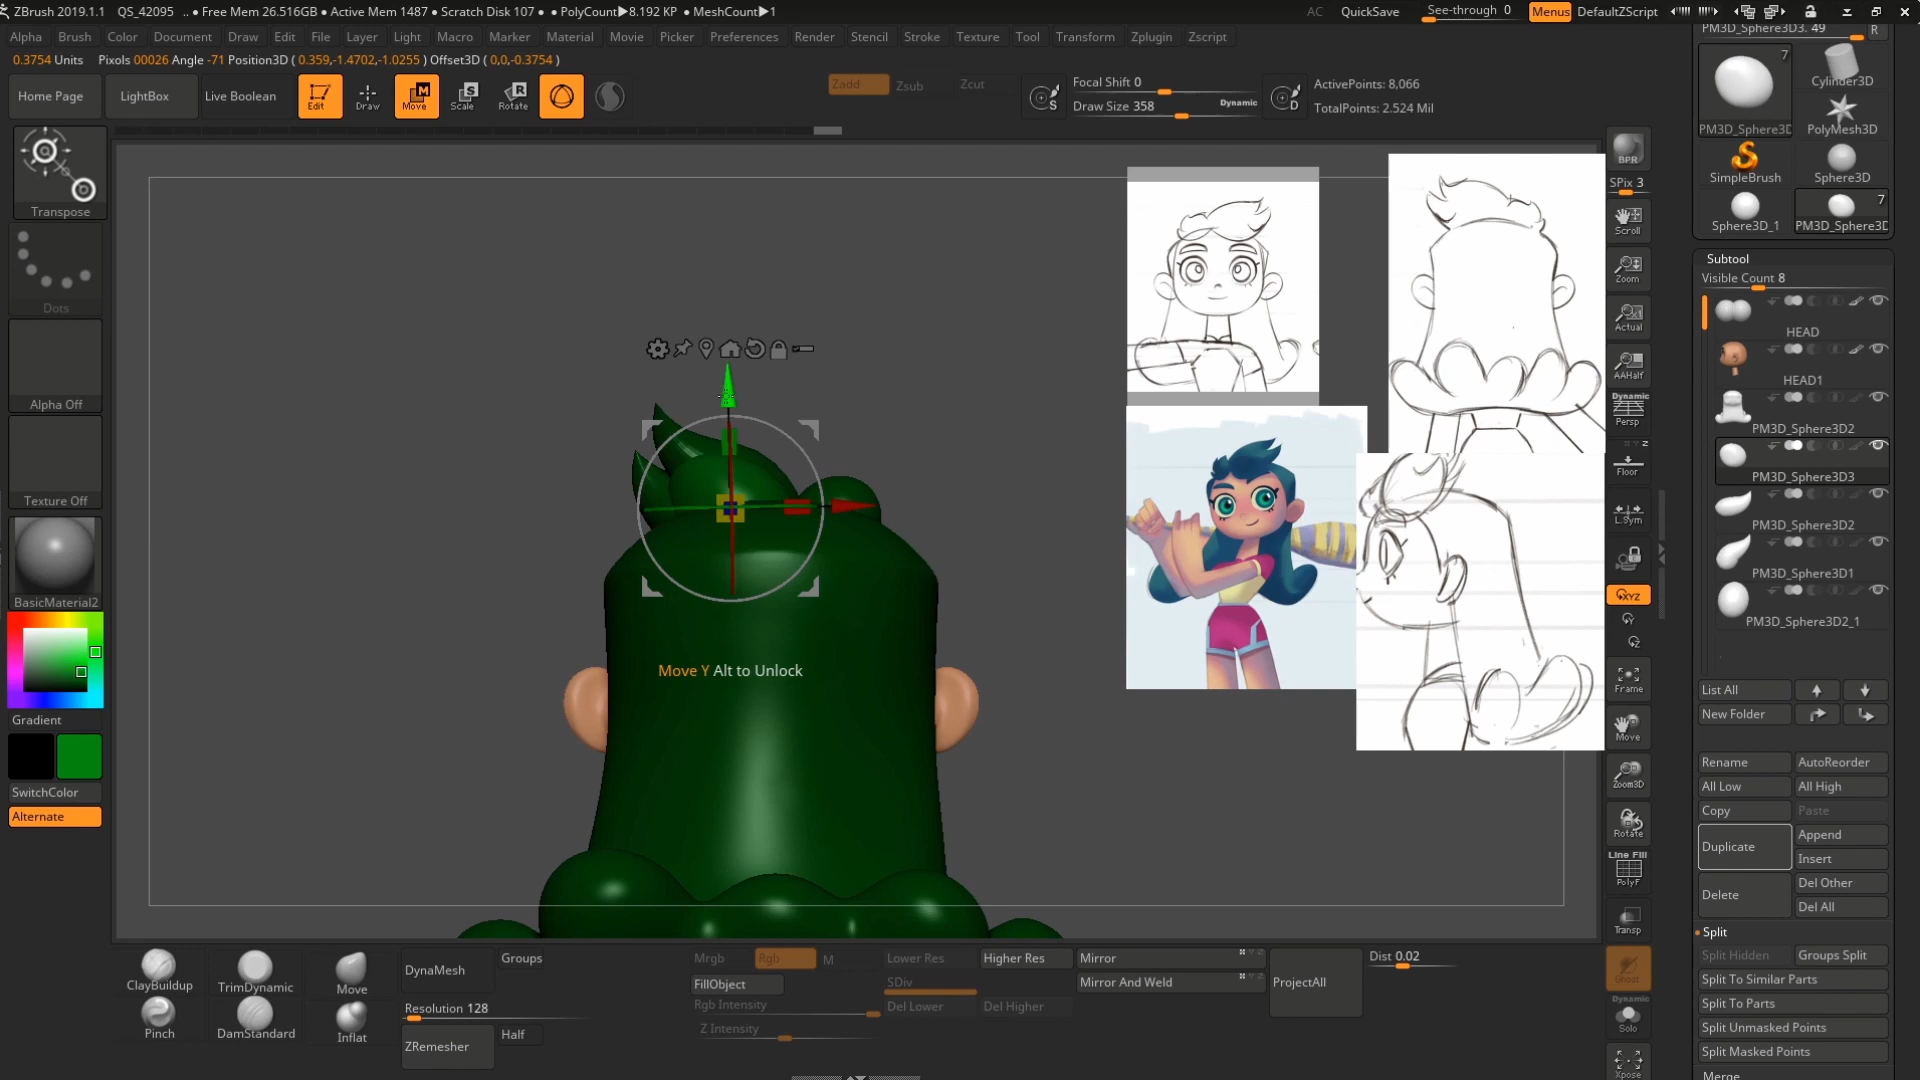 ZBrush 2019.1.1 QS_42095 .. • Free Mem 26.516GB • Active Mem 1487 • Scratch Disk 107 • • PolyCount▶8.192 KP • MeshCount▶1 AC QuickSave See-through 0 Menus DefaultZScript
Alpha Brush Color Document Draw Edit File Layer Light Macro Marker Material Movie Picker Preferences Render Stencil Stroke Texture Tool Transform Zplugin Zscript
0.3754 Units Pixols 00026 Angle -71 Position3D ( 0.359,-1.4702,-1.0255 ) Offset3D ( 0,0,-0.3754 )
Home Page LightBox Live Boolean Edit Draw Move Scale Rotate
Zadd Zsub Zcut
S
Focal Shift 0
Draw Size 358 Dynamic
D
ActivePoints: 8,066
TotalPoints: 2.524 Mil
Transpose
Dots
Alpha Off
Texture Off
BasicMaterial2
Gradient
SwitchColor
Alternate
Move Y Alt to Unlock
BPR
SPix 3
Scroll
Zoom
Actual
AAHalf
Dynamic
Persp
Floor
L.Sym
XYZ
Frame
Move
Zoom3D
Rotate
Line Fill
PolyF
Transp
Ghost
Dynamic
Solo
Xpose
PM3D_Sphere3D3. 49 R
7
PM3D_Sphere3D
Cylinder3D
PolyMesh3D
SimpleBrush
Sphere3D
Sphere3D_1
7
PM3D_Sphere3D
Subtool
Visible Count 8
HEAD
HEAD1
PM3D_Sphere3D2
PM3D_Sphere3D3
PM3D_Sphere3D2
PM3D_Sphere3D1
PM3D_Sphere3D2_1
List All
New Folder
Rename AutoReorder
All Low All High
Copy Paste
Duplicate Append
Insert
Delete Del Other
Del All
Split
Split Hidden Groups Split
Split To Similar Parts
Split To Parts
Split Unmasked Points
Split Masked Points
Merge
ClayBuildup TrimDynamic Move
Pinch DamStandard Inflat
DynaMesh Groups
Resolution 128
ZRemesher Half
Mrgb Rgb M
FillObject
Rgb Intensity
Z Intensity
Lower Res Higher Res
SDiv
Del Lower Del Higher
Mirror
Mirror And Weld
ProjectAll
Dist 0.02